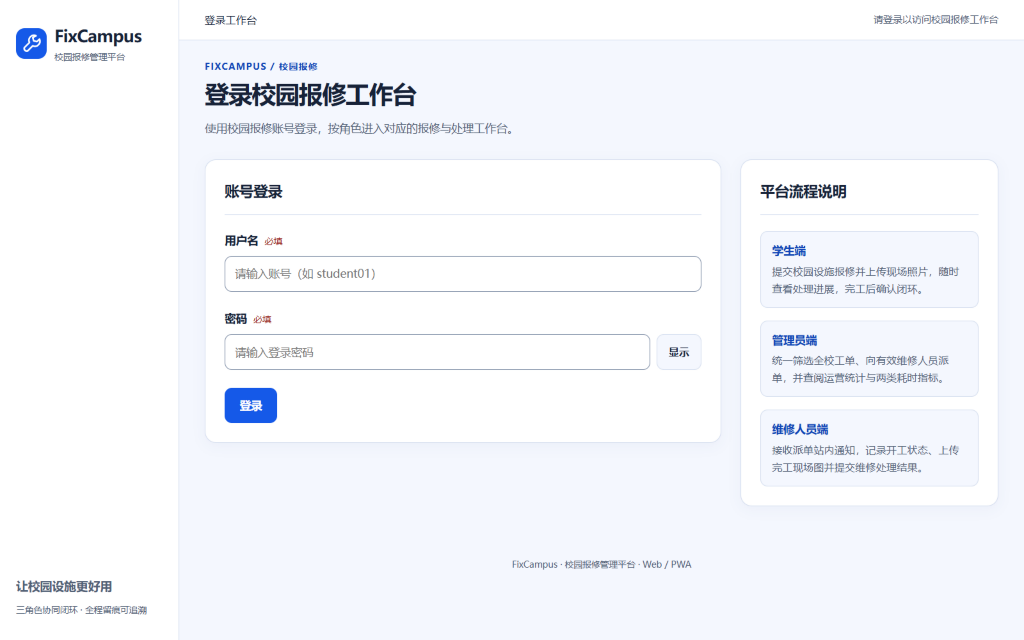 FixCampus
校园报修管理平台
登录工作台
请登录以访问校园报修工作台
FIXCAMPUS / 校园报修
登录校园报修工作台
使用校园报修账号登录，按角色进入对应的报修与处理工作台。
账号登录
用户名 必填
请输入账号（如 student01）
密码 必填
请输入登录密码
显示
登录
平台流程说明
学生端
提交校园设施报修并上传现场照片，随时
查看处理进展，完工后确认闭环。
管理员端
统一筛选全校工单、向有效维修人员派
单，并查阅运营统计与两类耗时指标。
维修人员端
接收派单站内通知，记录开工状态、上传
完工现场图并提交维修处理结果。
让校园设施更好用
三角色协同闭环 · 全程留痕可追溯
FixCampus · 校园报修管理平台 · Web / PWA